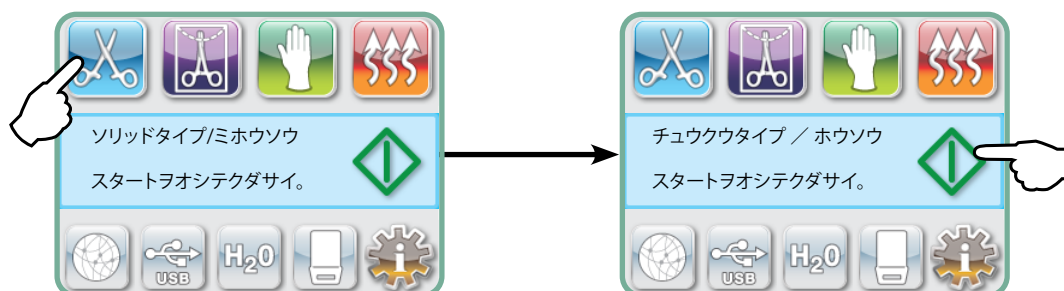 ソリッドタイプ/ミホウソウ
スタートヲオシテクダサイ。
USB
H₂O
チュウクウタイプ ／ ホウソウ
スタートヲオシテクダサイ。
USB
H₂O